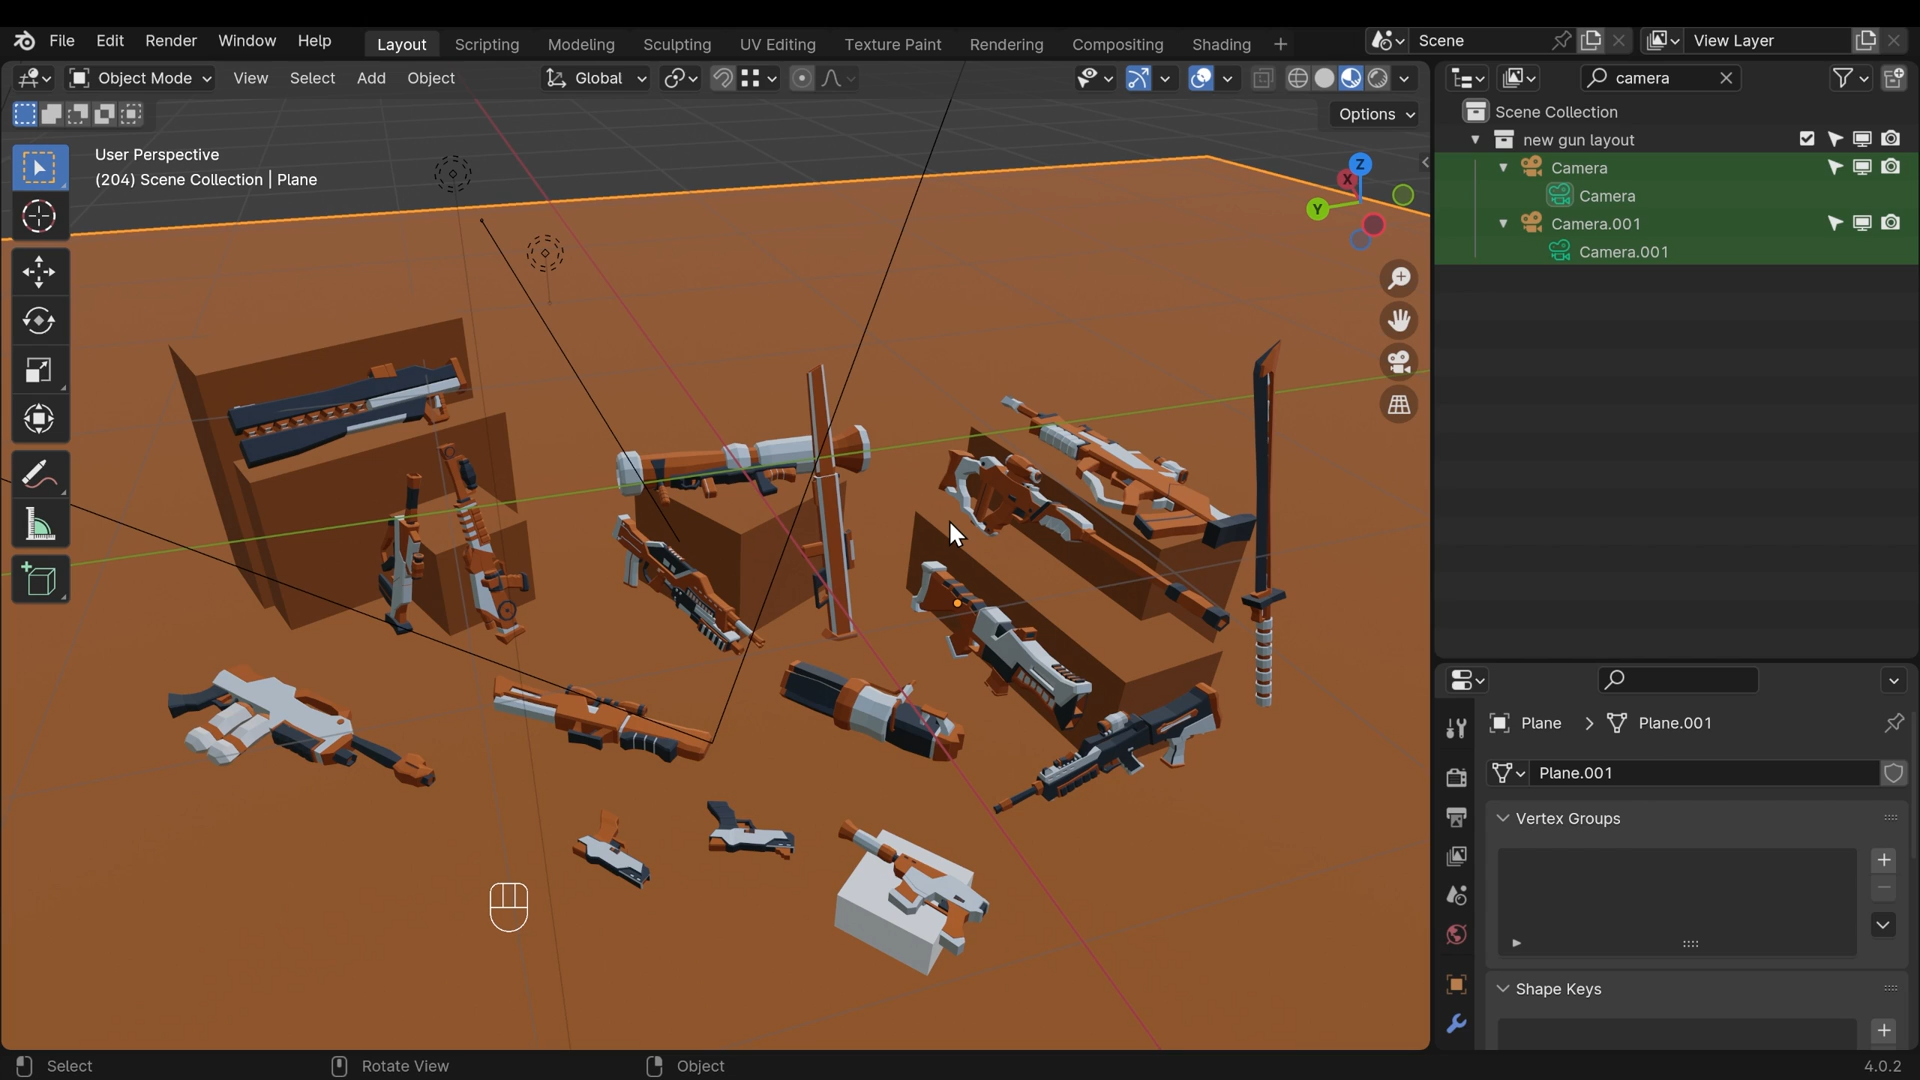 File Edit Render Window Help
Layout Scripting Modeling Sculpting UV Editing Texture Paint Rendering Compositing Shading
Scene
View Layer
Object Mode View Select Add Object
Global
camera
Options
User Perspective
(204) Scene Collection | Plane
Z
X
Y
Scene Collection
new gun layout
Camera
Camera
Camera.001
Camera.001
Plane Plane.001
Plane.001
Vertex Groups
Shape Keys
Select
Rotate View
Object
4.0.2